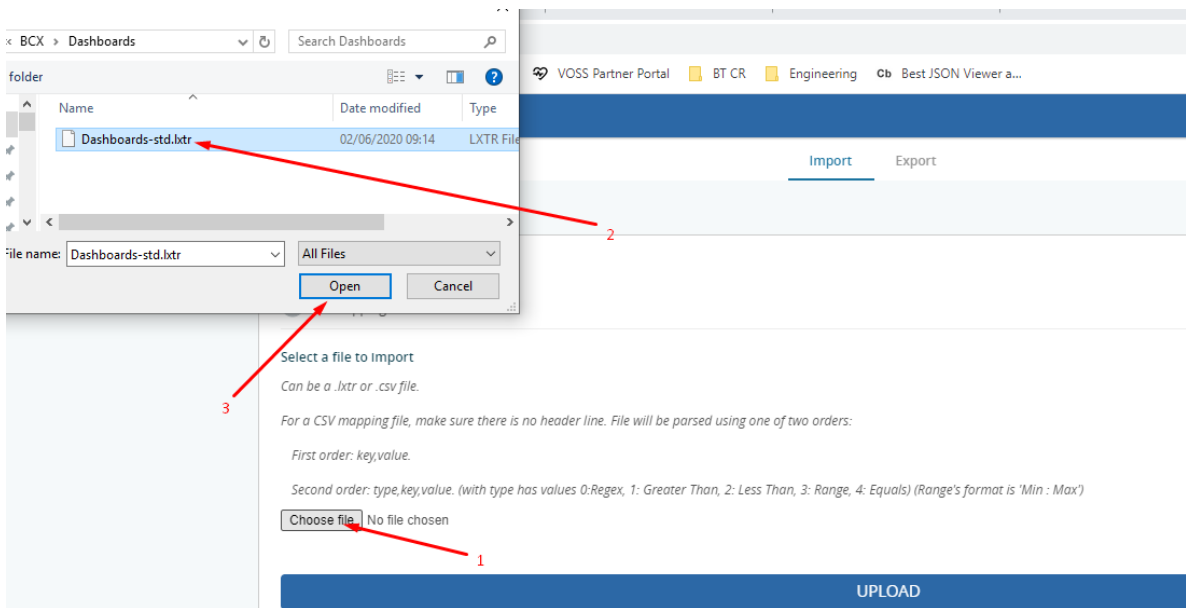 « BCX › Dashboards
Search Dashboards
folder
Name
Date modified
Type
Dashboards-std.lxtr
02/06/2020 09:14
LXTR File
2
File name:
Dashboards-std.lxtr
All Files
Open
Cancel
3
VOSS Partner Portal
BT CR
Engineering
Cb Best JSON Viewer a...
Import
Export
Select a file to import
Can be a .lxtr or .csv file.
For a CSV mapping file, make sure there is no header line. File will be parsed using one of two orders:
First order: key,value.
Second order: type,key,value. (with type has values 0:Regex, 1: Greater Than, 2: Less Than, 3: Range, 4: Equals) (Range's format is 'Min : Max')
Choose file No file chosen
1
UPLOAD